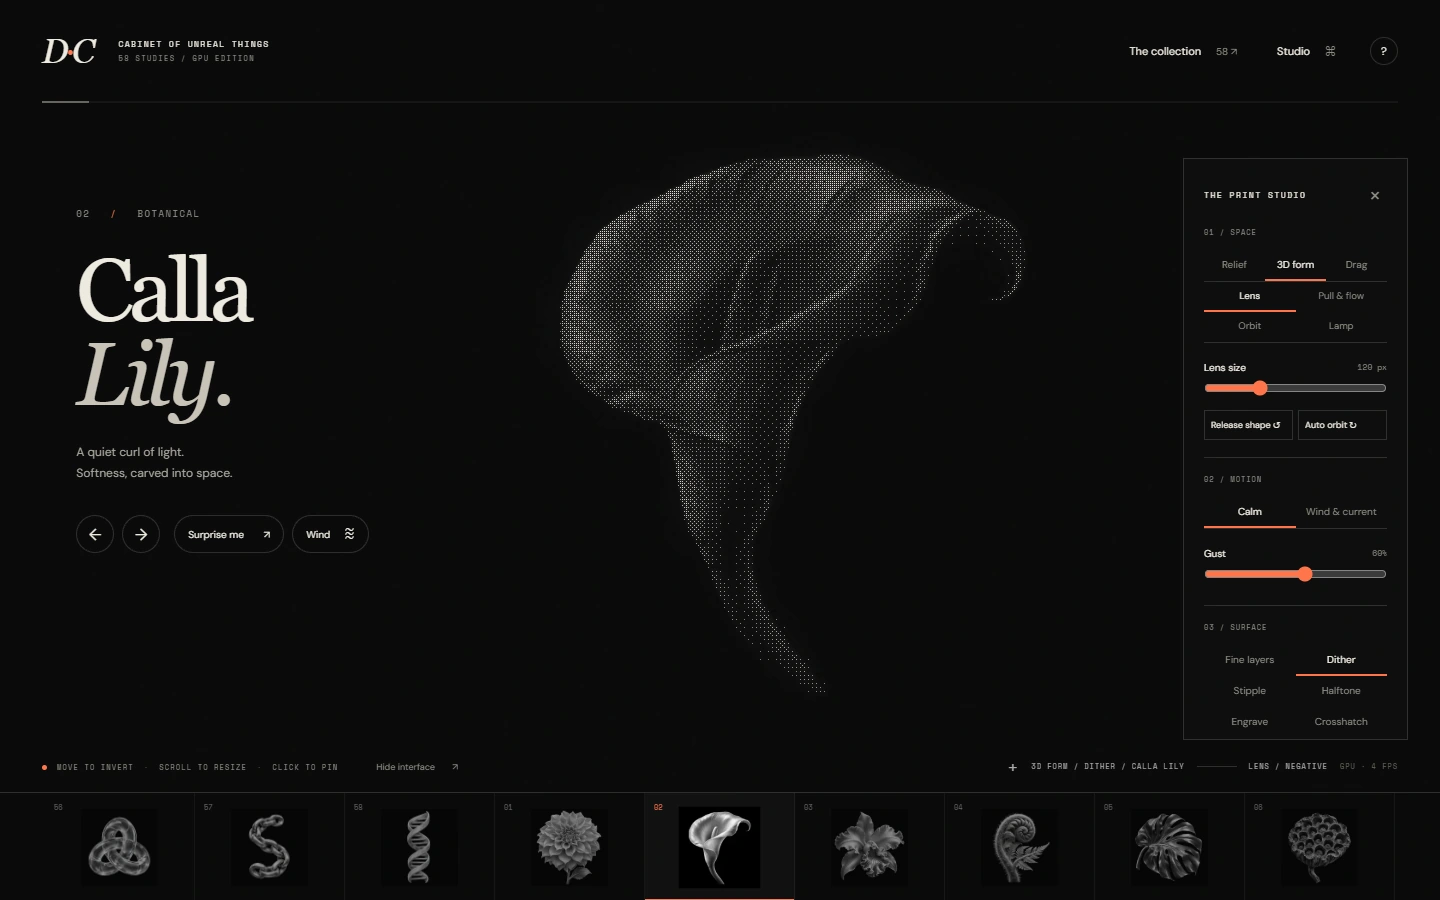 D·C
CABINET OF UNREAL THINGS
58 STUDIES / GPU EDITION
The collection 58 ↗
Studio ⌘
?
02 / BOTANICAL
Calla
Lily.
A quiet curl of light.
Softness, carved into space.
← → Surprise me ↗ Wind
THE PRINT STUDIO ×
01 / SPACE
Relief 3D form Drag
Lens Pull & flow
Orbit Lamp
Lens size 120 px
Release shape ↺ Auto orbit ↻
02 / MOTION
Calm Wind & current
Gust
03 / SURFACE
Fine layers Dither
Stipple Halftone
Engrave Crosshatch
MOVE TO INVERT · SCROLL TO RESIZE · CLICK TO PIN Hide interface ↗
+ 3D FORM / DITHER / CALLA LILY LENS / NEGATIVE GPU · 4 FPS
56 57 58 01 02 03 04 05 06